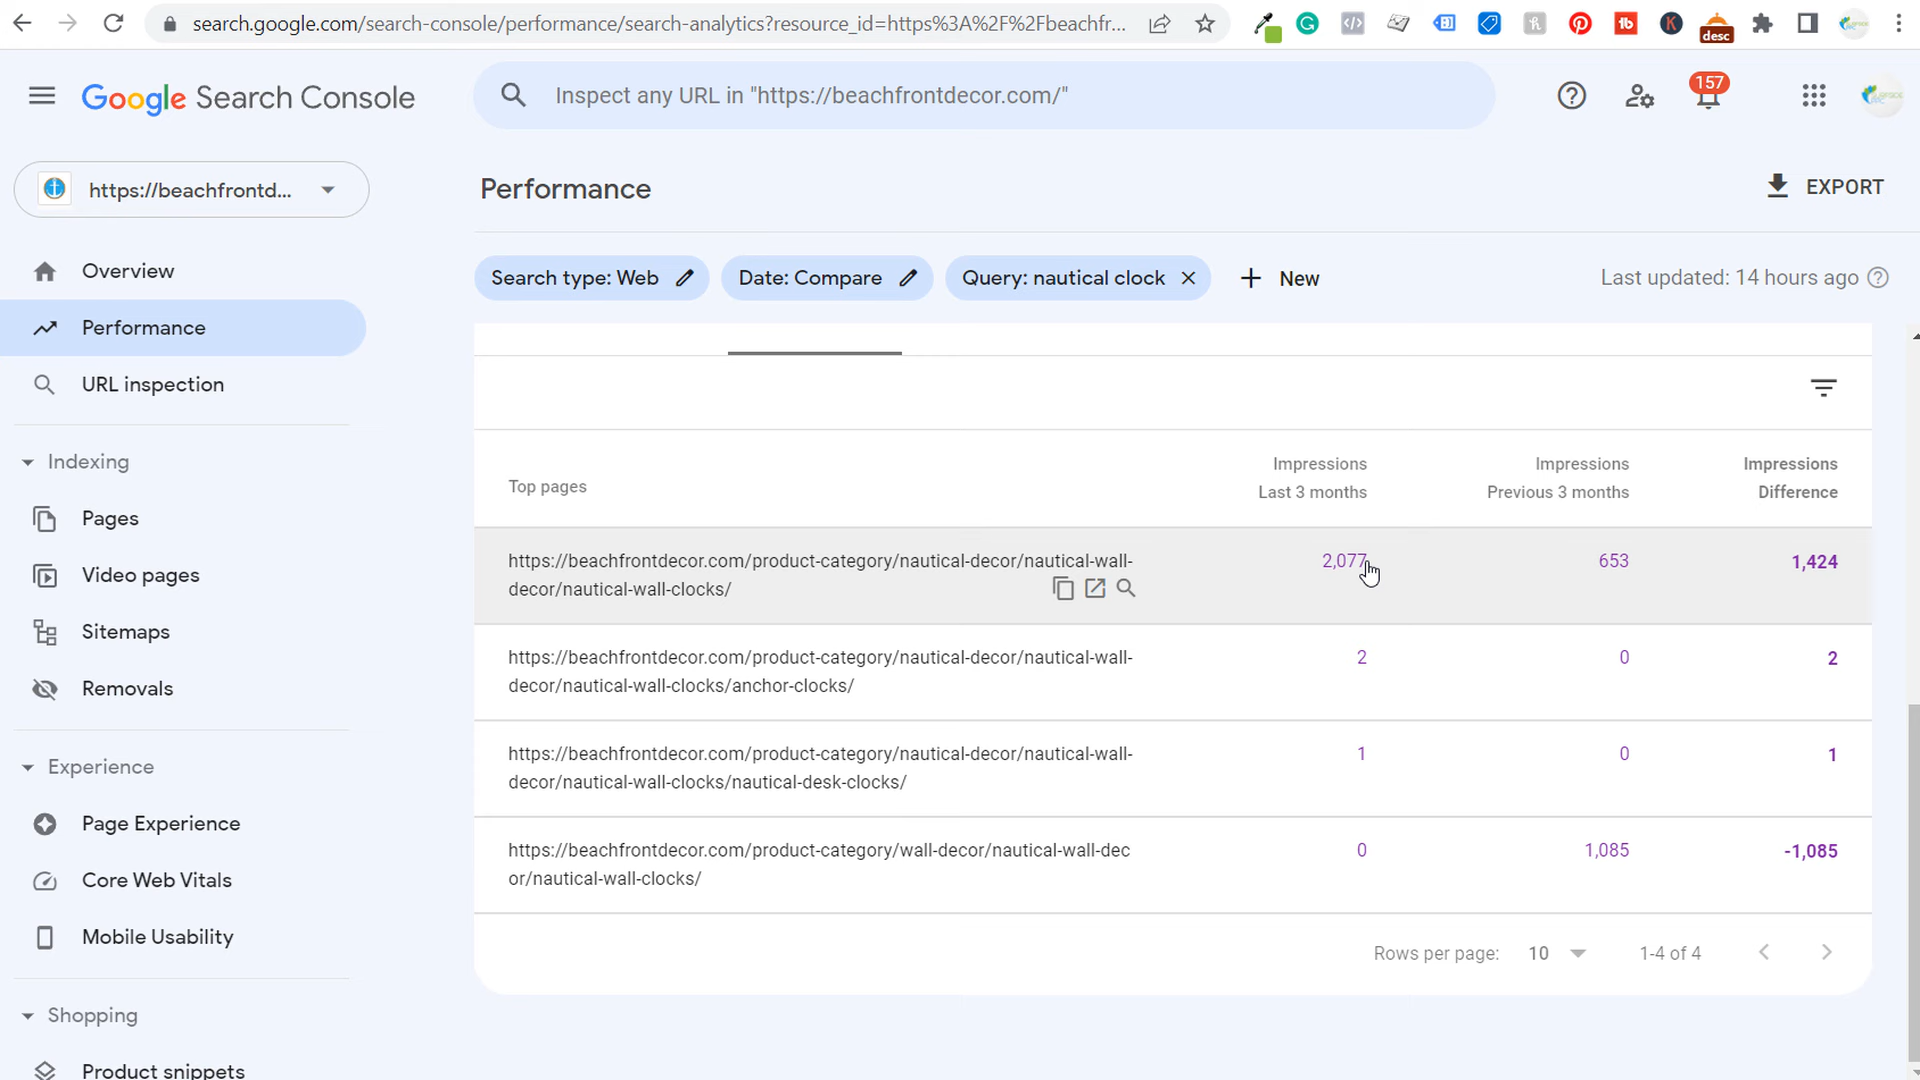 search.google.com/search-console/performance/search-analytics?resource_id=https%3A%2F%2Fbeachfr...
desc
Google Search Console
Inspect any URL in "https://beachfrontdecor.com/"
157
https://beachfrontd...
Performance
EXPORT
Search type: Web
Date: Compare
Query: nautical clock
New
Last updated: 14 hours ago
Overview
Performance
URL inspection
Indexing
Pages
Video pages
Sitemaps
Removals
Experience
Page Experience
Core Web Vitals
Mobile Usability
Shopping
Product snippets
Top pages
Impressions
Last 3 months
Impressions
Previous 3 months
Impressions
Difference
https://beachfrontdecor.com/product-category/nautical-decor/nautical-wall-
decor/nautical-wall-clocks/
2,077
653
1,424
https://beachfrontdecor.com/product-category/nautical-decor/nautical-wall-
decor/nautical-wall-clocks/anchor-clocks/
2
0
2
https://beachfrontdecor.com/product-category/nautical-decor/nautical-wall-
decor/nautical-wall-clocks/nautical-desk-clocks/
1
0
1
https://beachfrontdecor.com/product-category/wall-decor/nautical-wall-dec
or/nautical-wall-clocks/
0
1,085
-1,085
Rows per page:
10
1-4 of 4